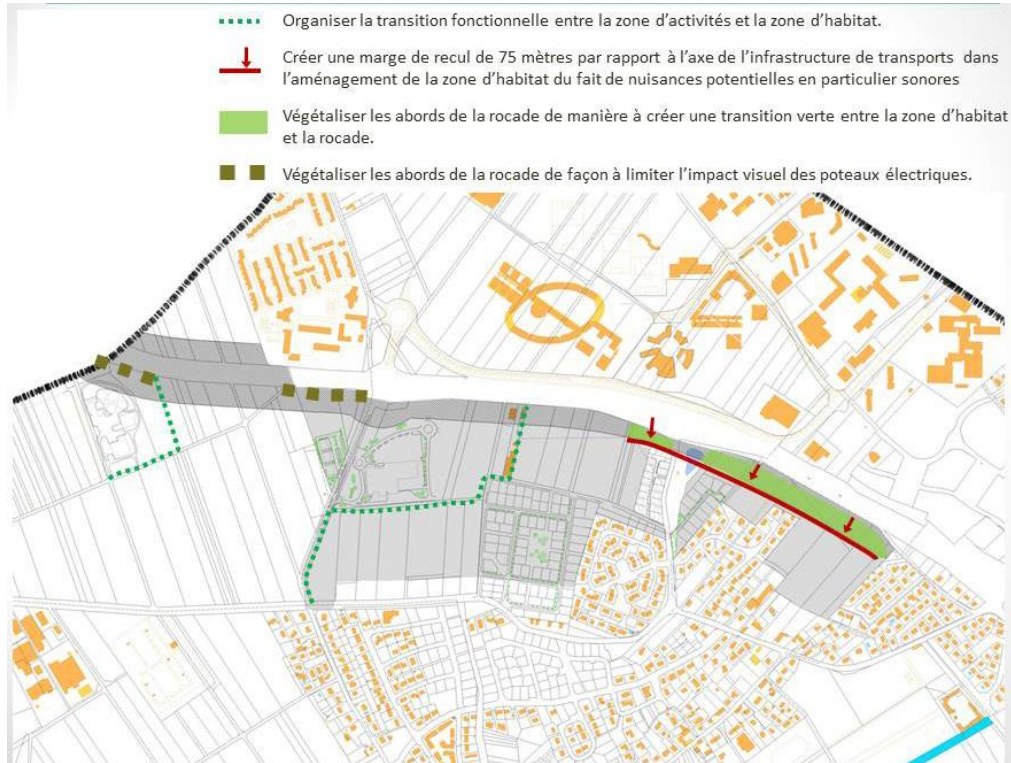 Organiser la transition fonctionnelle entre la zone d'activités et la zone d'habitat.
Créer une marge de recul de 75 mètres par rapport à l'axe de l'infrastructure de transports dans
l'aménagement de la zone d'habitat du fait de nuisances potentielles en particulier sonores
Végétaliser les abords de la rocade de manière à créer une transition verte entre la zone d'habitat
et la rocade.
Végétaliser les abords de la rocade de façon à limiter l'impact visuel des poteaux électriques.